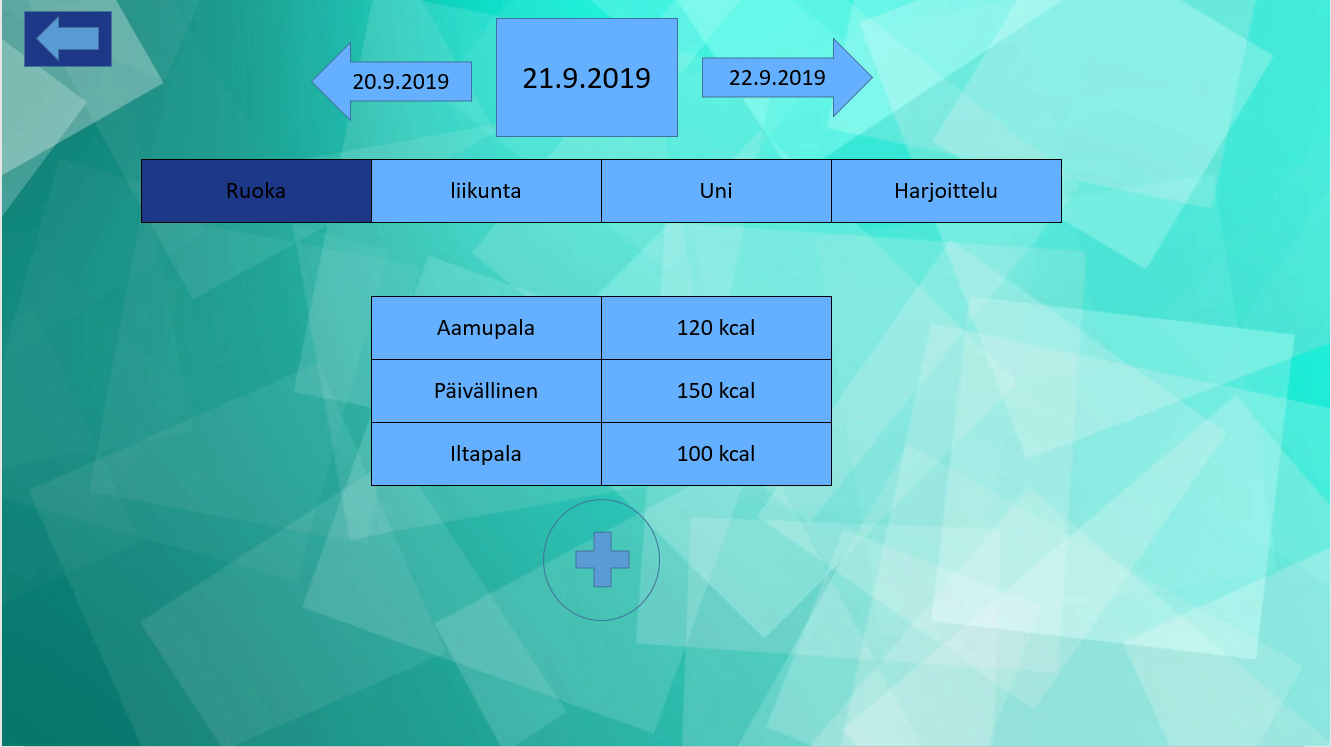 20.9.2019
21.9.2019
22.9.2019
Ruoka liikunta Uni Harjoittelu
Aamupala 120 kcal
Päivällinen 150 kcal
Iltapala 100 kcal